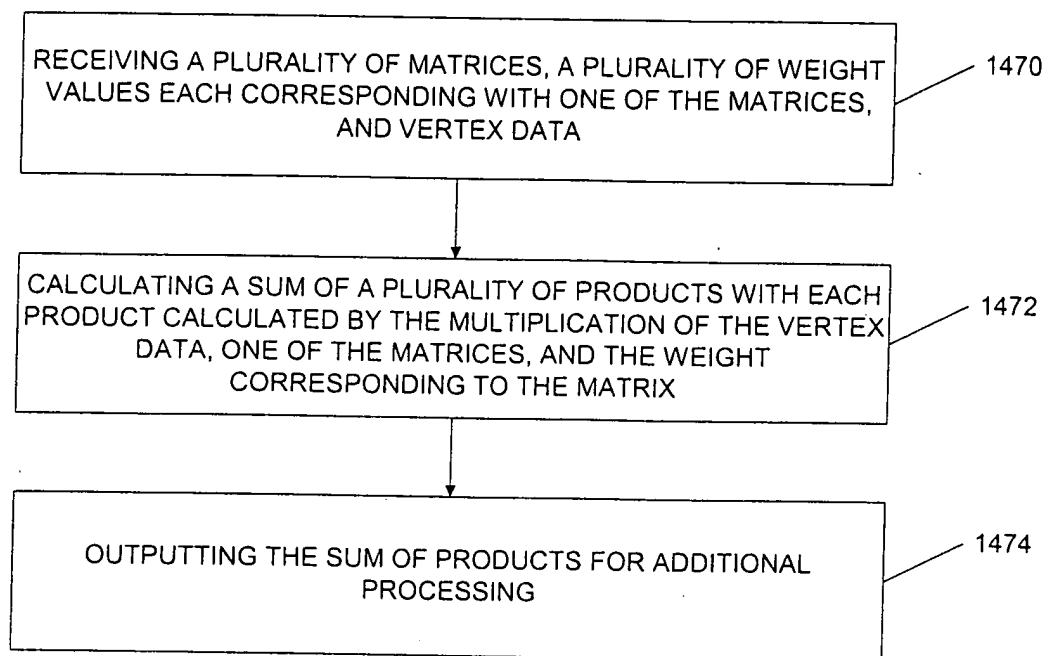 RECEIVING A PLURALITY OF MATRICES, A PLURALITY OF WEIGHT
VALUES EACH CORRESPONDING WITH ONE OF THE MATRICES,
AND VERTEX DATA
1470
CALCULATING A SUM OF A PLURALITY OF PRODUCTS WITH EACH
PRODUCT CALCULATED BY THE MULTIPLICATION OF THE VERTEX
DATA, ONE OF THE MATRICES, AND THE WEIGHT
CORRESPONDING TO THE MATRIX
1472
OUTPUTTING THE SUM OF PRODUCTS FOR ADDITIONAL
PROCESSING
1474